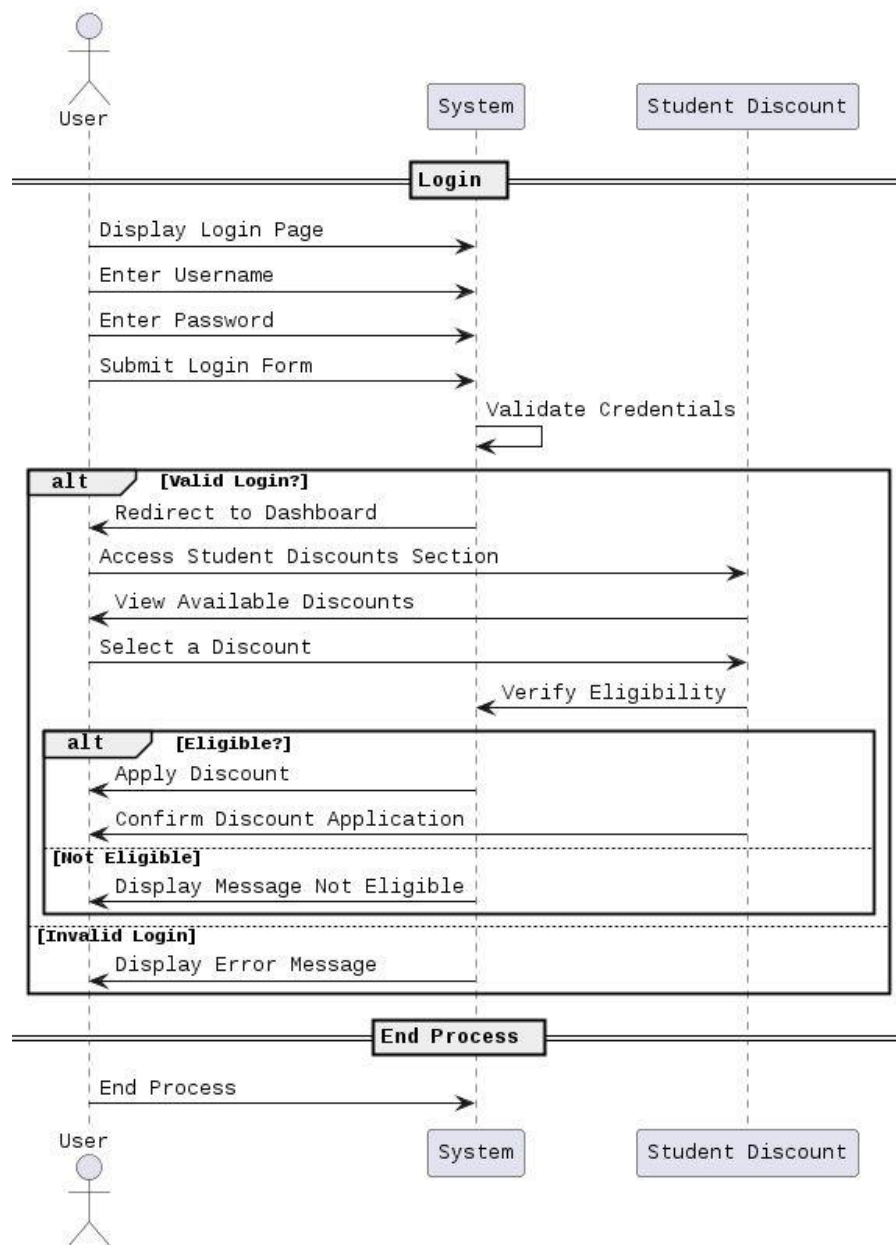 User
System
Student Discount
Login
Display Login Page
Enter Username
Enter Password
Submit Login Form
Validate Credentials
alt [Valid Login?]
Redirect to Dashboard
Access Student Discounts Section
View Available Discounts
Select a Discount
Verify Eligibility
alt [Eligible?]
Apply Discount
Confirm Discount Application
[Not Eligible]
Display Message Not Eligible
[Invalid Login]
Display Error Message
End Process
End Process
User
System
Student Discount